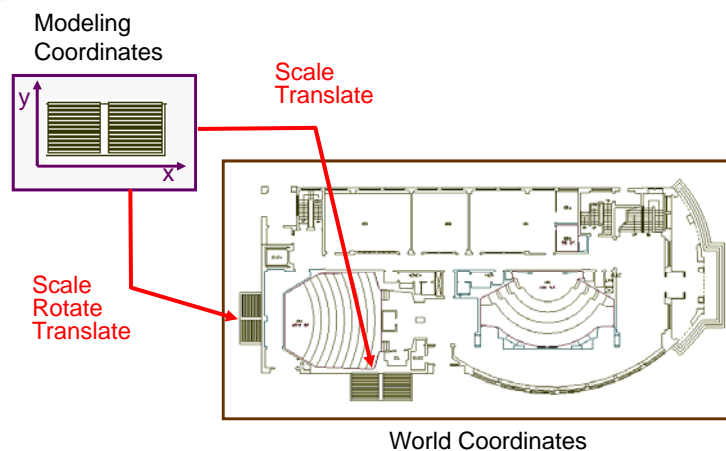 Modeling
Coordinates
Scale
Translate
y
x
Scale
Rotate
Translate
World Coordinates